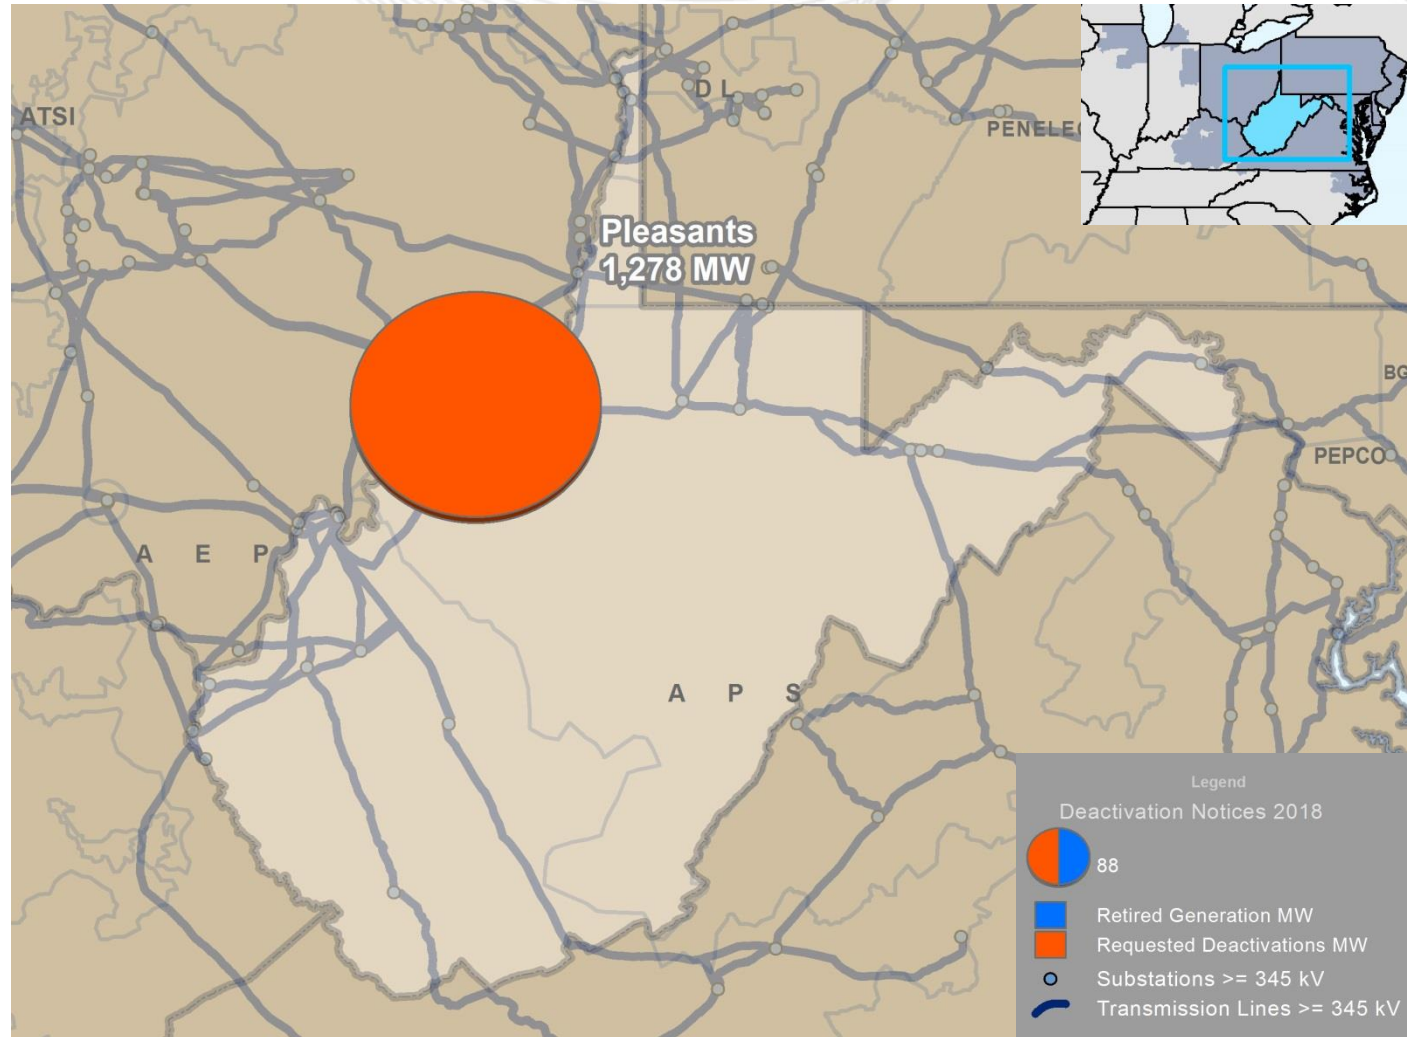 ATSI
D L
PENELEC
Pleasants
1,278 MW
BG
PEPCO
A E P
A P S
Legend
Deactivation Notices 2018
88
Retired Generation MW
Requested Deactivations MW
Substations >= 345 kV
Transmission Lines >= 345 kV